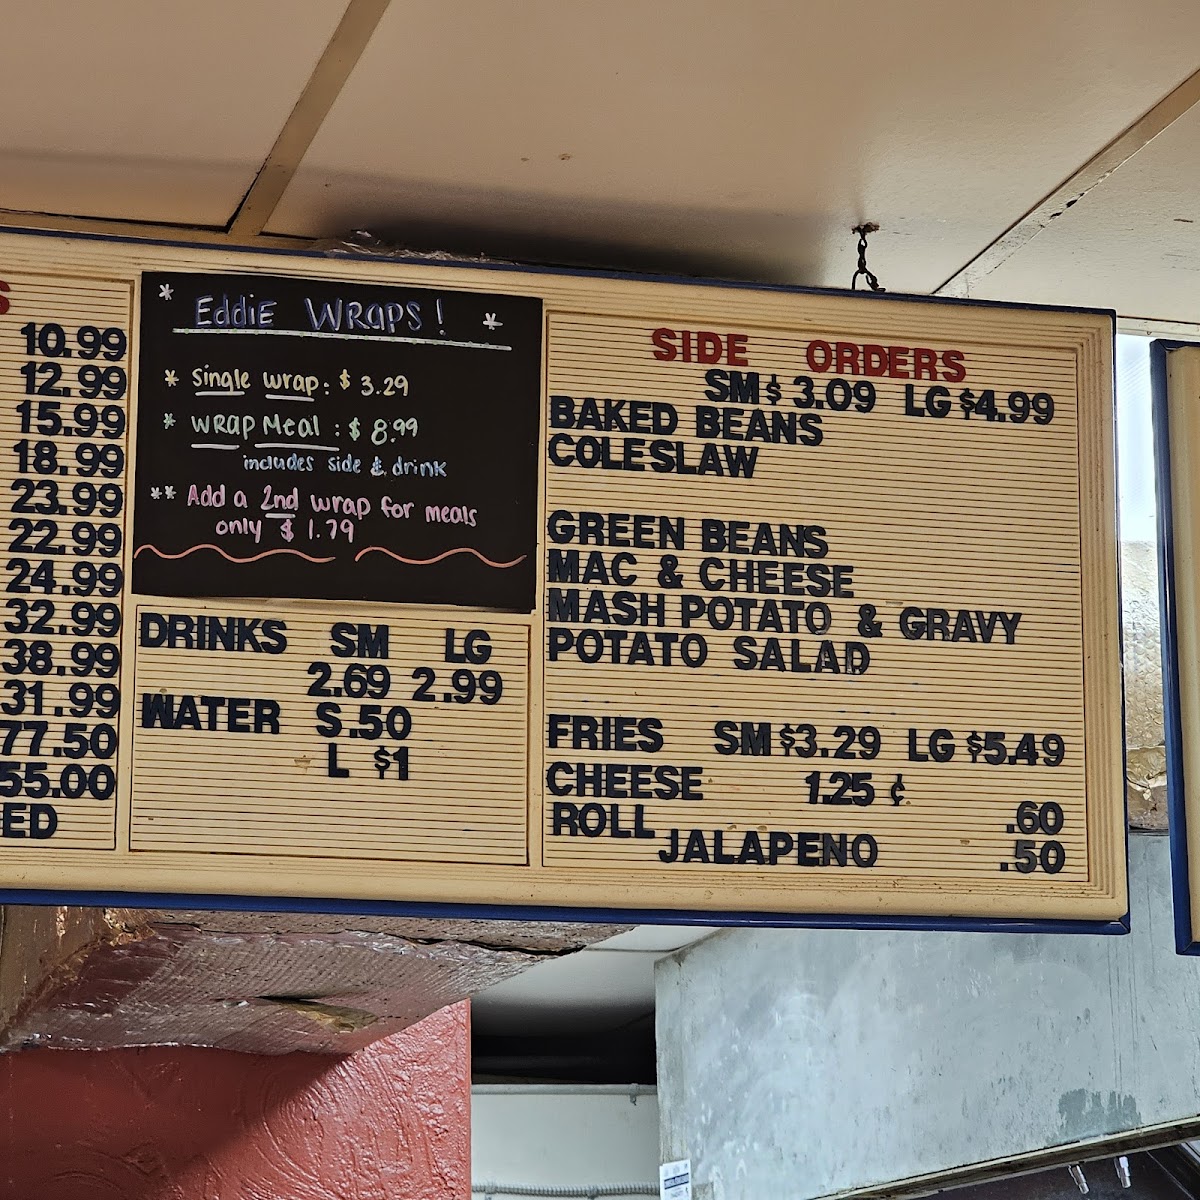 S
10.99
12.99
15.99
18.99
23.99
22.99
24.99
32.99
38.99
31.99
77.50
55.00
ED
* EddiE WRaps! *
* single wrap: $ 3.29
* WRap Meal : $ 8.99
includes side & drink
** Add a 2nd wrap for meals
only $ 1.79
DRINKS SM LG
2.69 2.99
WATER S.50
L $1
SIDE ORDERS
SM $ 3.09 LG $4.99
BAKED BEANS
COLESLAW
GREEN BEANS
MAC & CHEESE
MASH POTATO & GRAVY
POTATO SALAD
FRIES SM $3.29 LG $5.49
CHEESE 1.25 ¢
ROLL .60
JALAPENO .50